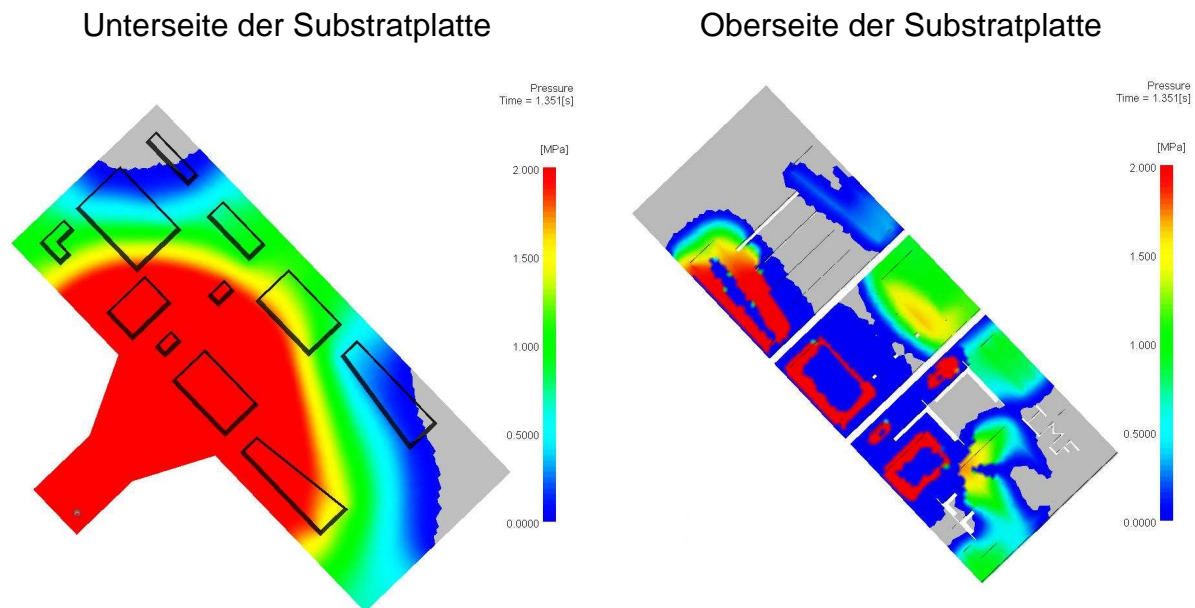 Unterseite der Substratplatte
Oberseite der Substratplatte
Pressure
Time = 1.351[s]
[MPa]
2.000
1.500
1.000
0.5000
0.0000
Pressure
Time = 1.351[s]
[MPa]
2.000
1.500
1.000
0.5000
0.0000